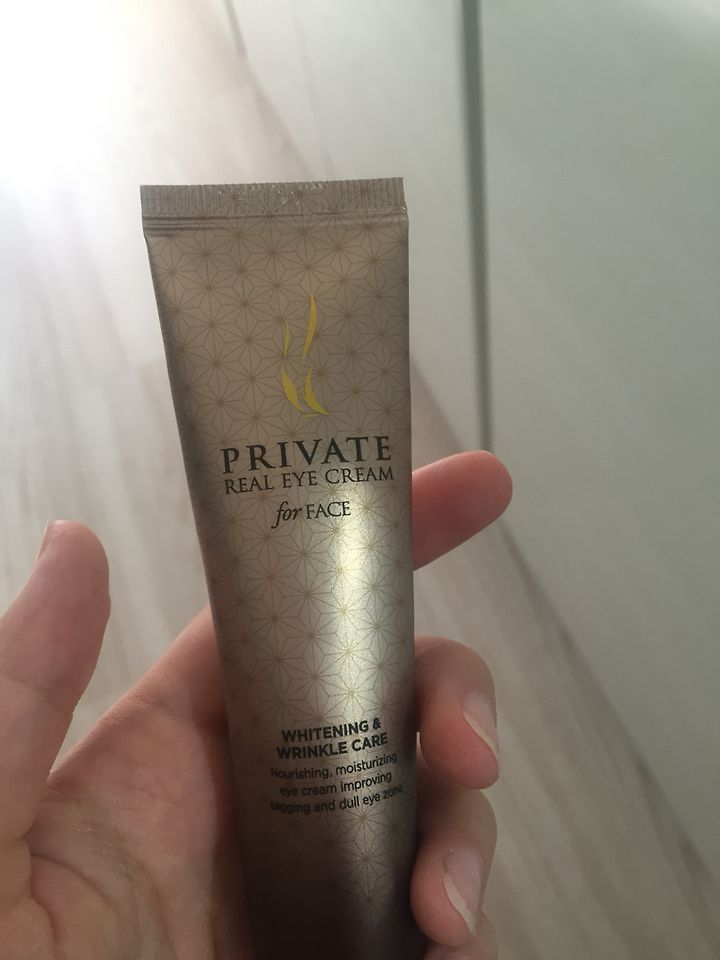 PRIVATE
REAL EYE CREAM
for FACE
WHITENING &
WRINKLE CARE
Nourishing, moisturizing
eye cream improving
sagging and dull eye zone